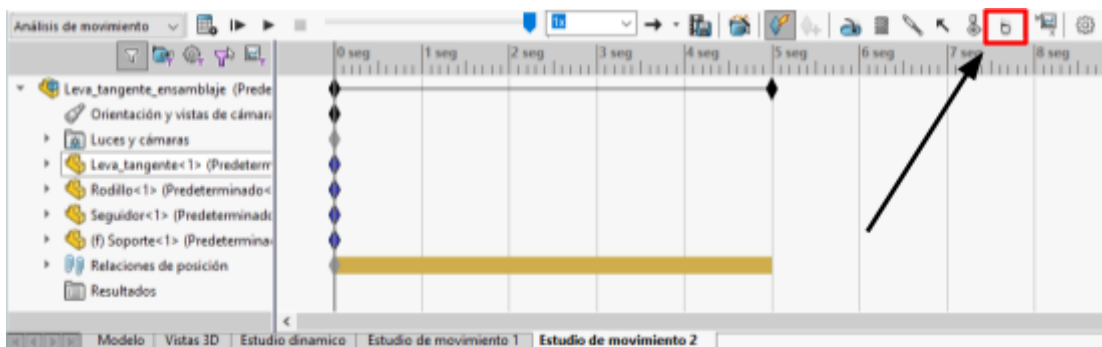 Análisis de movimiento
1x
0 seg 1 seg 2 seg 3 seg 4 seg 5 seg 6 seg 7 seg 8 seg
Leva_tangente_ensamblaje (Prede
Orientación y vistas de cámara
Luces y cámaras
Leva_tangente<1> (Predeterm
Rodillo<1> (Predeterminado<
Seguidor<1> (Predeterminado
(f) Soporte<1> (Predetermina
Relaciones de posición
Resultados
Modelo Vistas 3D Estudio dinamico Estudio de movimiento 1 Estudio de movimiento 2